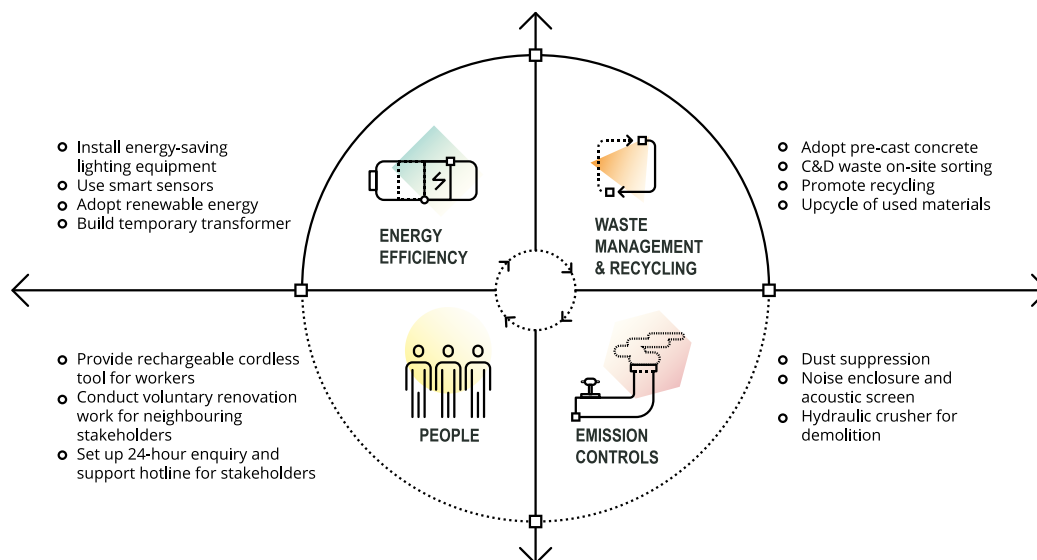 Install energy-saving
lighting equipment
Use smart sensors
Adopt renewable energy
Build temporary transformer
ENERGY
EFFICIENCY
WASTE
MANAGEMENT
& RECYCLING
Adopt pre-cast concrete
C&D waste on-site sorting
Promote recycling
Upcycle of used materials
Provide rechargeable cordless
tool for workers
Conduct voluntary renovation
work for neighbouring
stakeholders
Set up 24-hour enquiry and
support hotline for stakeholders
PEOPLE
EMISSION
CONTROLS
Dust suppression
Noise enclosure and
acoustic screen
Hydraulic crusher for
demolition